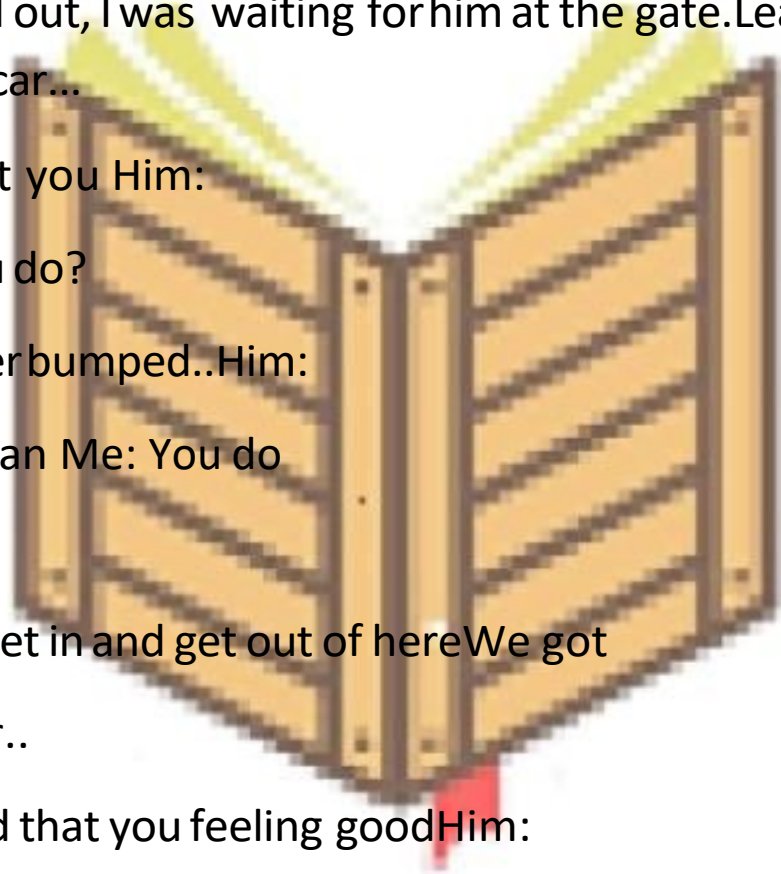 out, I was waiting for him at the gate.Lea
car...
t you Him:
do?
bumped..Him:
an Me: You do
et in and get out of hereWe got
..
that you feeling goodHim: